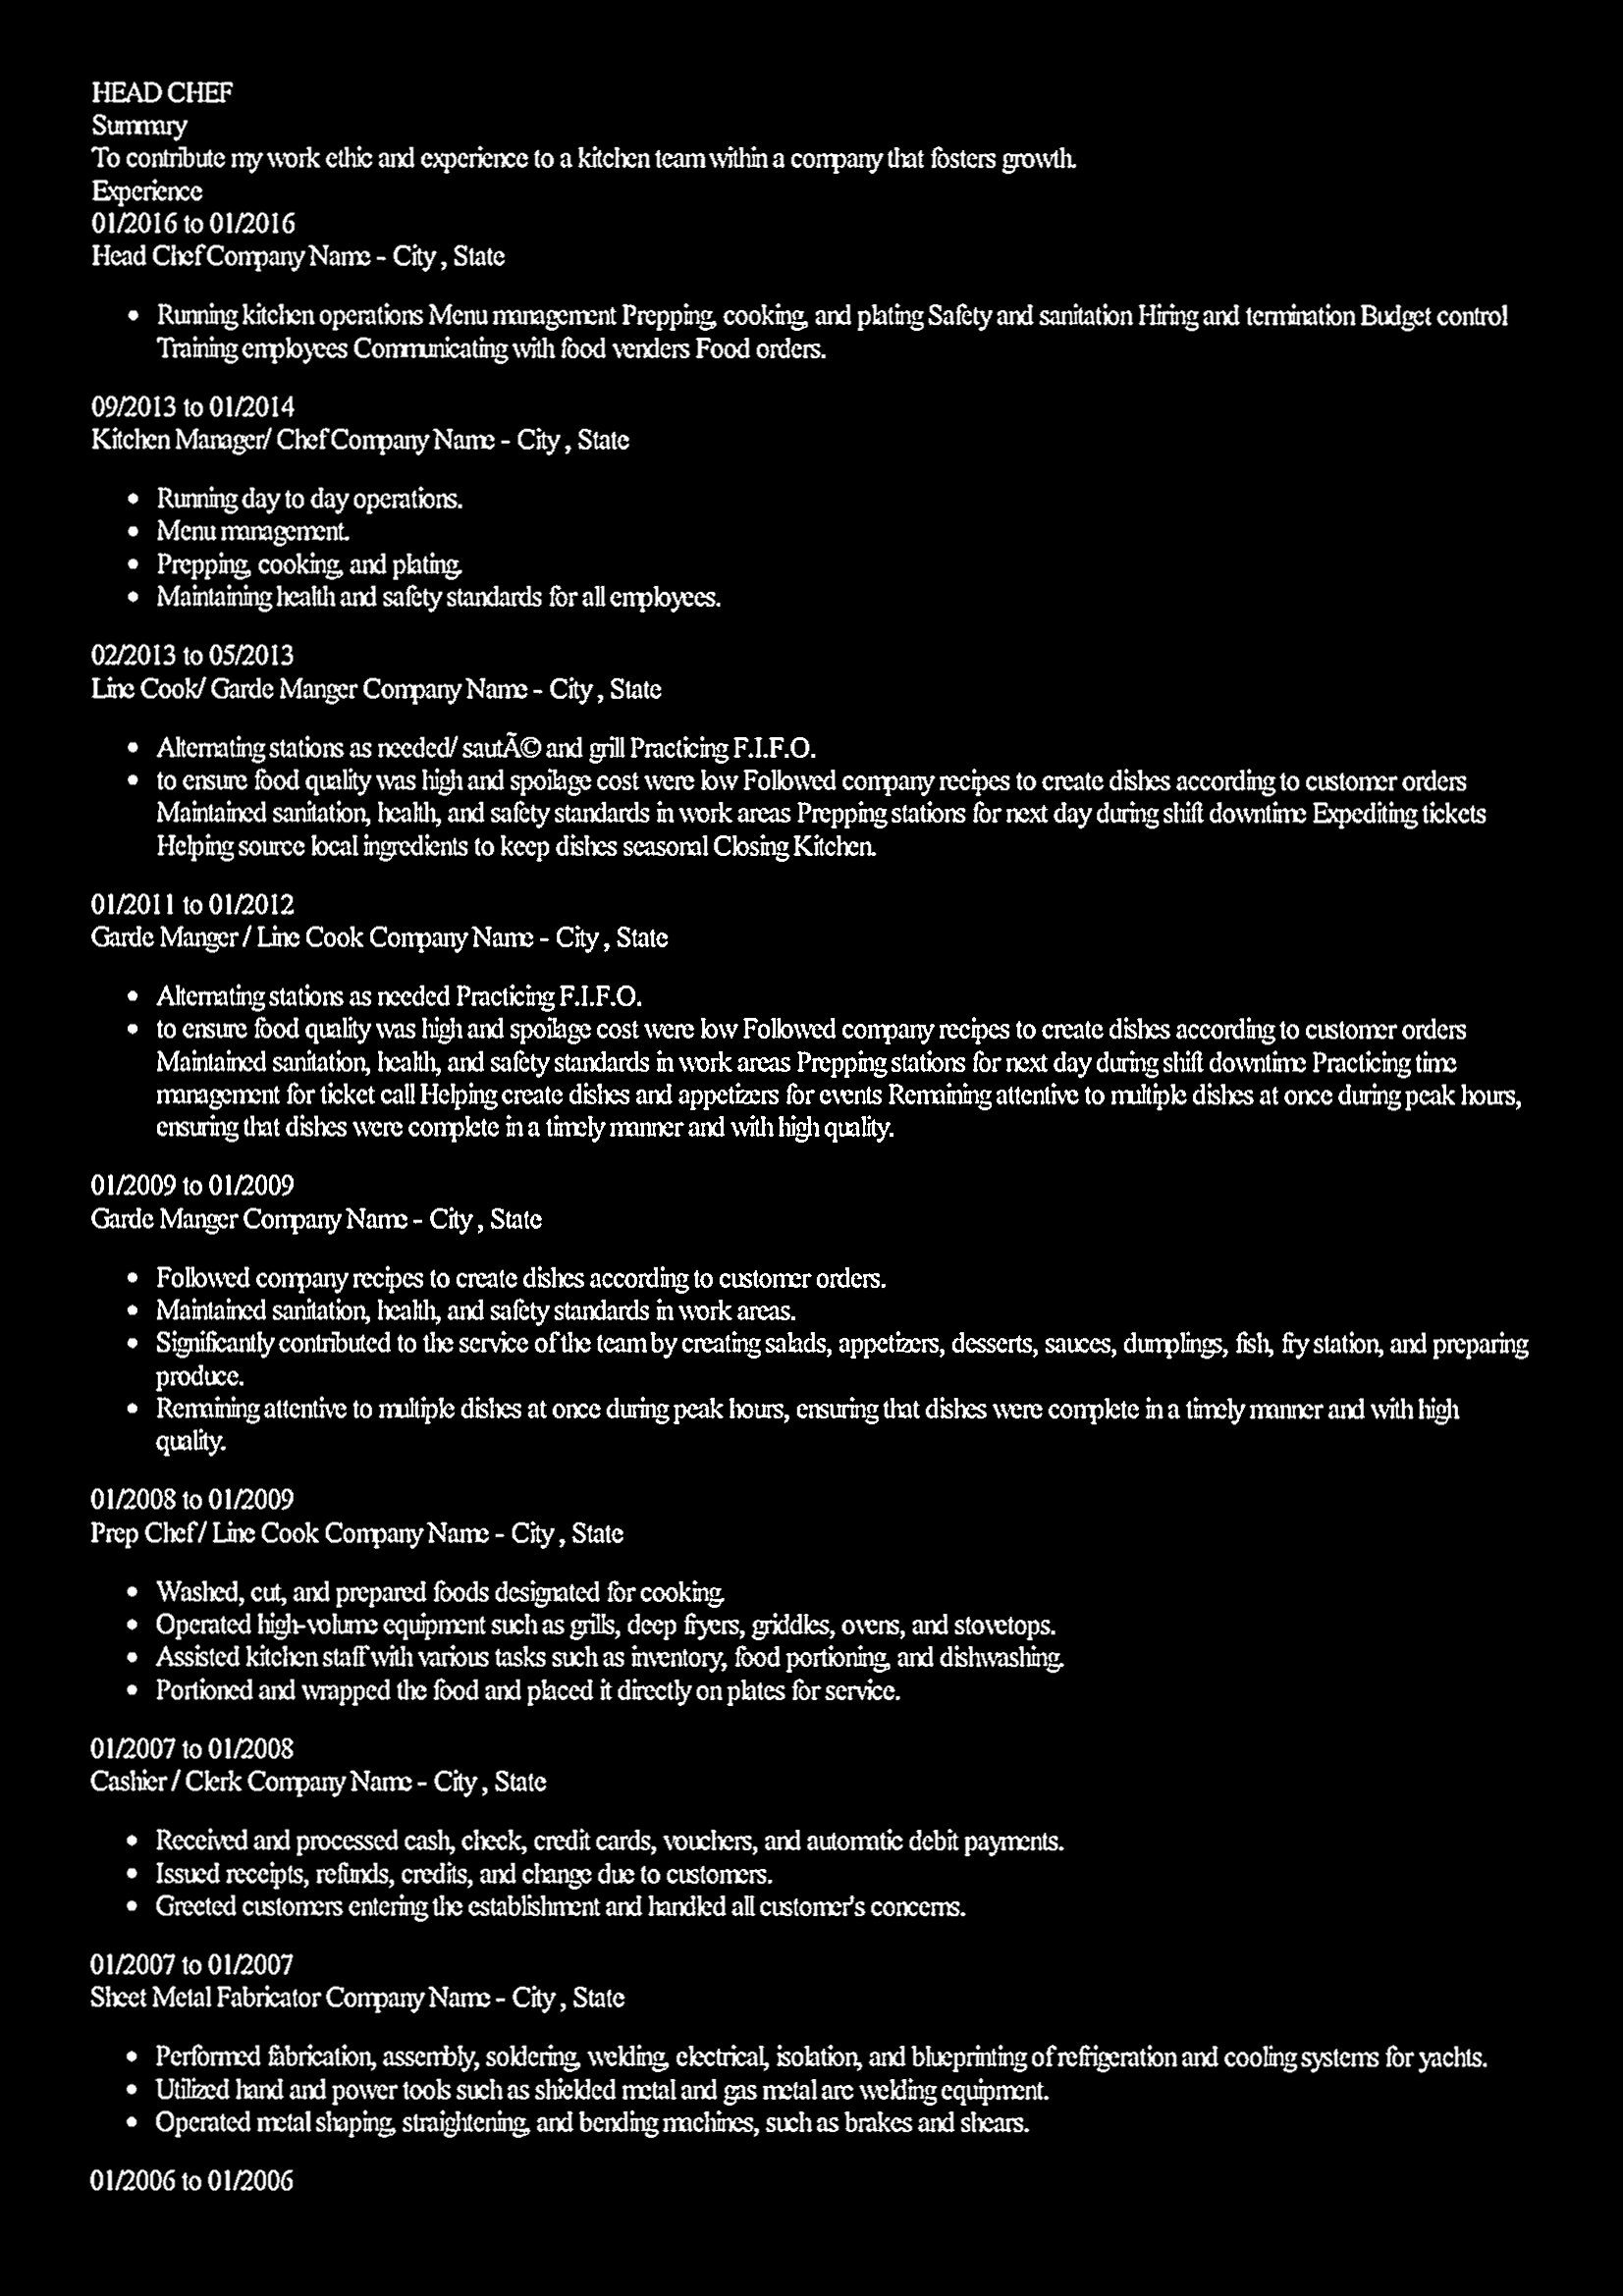 HEAD CHEF
Summary
To contribute my work ethic and experience to a kitchen team within a company that fosters growth.
Experience
01/2016 to 01/2016
Head Chef Company Name - City , State
• Running kitchen operations Menu management Prepping, cooking, and plating Safety and sanitation Hiring and termination Budget control
Training employees Communicating with food venders Food orders.
09/2013 to 01/2014
Kitchen Manager/ Chef Company Name - City , State
• Running day to day operations.
• Menu management.
• Prepping, cooking, and plating.
• Maintaining health and safety standards for all employees.
02/2013 to 05/2013
Line Cook/ Garde Manger Company Name - City , State
• Alternating stations as needed/ sautÃ© and grill Practicing F.I.F.O.
• to ensure food quality was high and spoilage cost were low Followed company recipes to create dishes according to customer orders
Maintained sanitation, health, and safety standards in work areas Prepping stations for next day during shift downtime Expediting tickets
Helping source local ingredients to keep dishes seasonal Closing Kitchen.
01/2011 to 01/2012
Garde Manger / Line Cook Company Name - City , State
• Alternating stations as needed Practicing F.I.F.O.
• to ensure food quality was high and spoilage cost were low Followed company recipes to create dishes according to customer orders
Maintained sanitation, health, and safety standards in work areas Prepping stations for next day during shift downtime Practicing time
management for ticket call Helping create dishes and appetizers for events Remaining attentive to multiple dishes at once during peak hours,
ensuring that dishes were complete in a timely manner and with high quality.
01/2009 to 01/2009
Garde Manger Company Name - City , State
• Followed company recipes to create dishes according to customer orders.
• Maintained sanitation, health, and safety standards in work areas.
• Significantly contributed to the service of the team by creating salads, appetizers, desserts, sauces, dumplings, fish, fry station, and preparing
produce.
• Remaining attentive to multiple dishes at once during peak hours, ensuring that dishes were complete in a timely manner and with high
quality.
01/2008 to 01/2009
Prep Chef / Line Cook Company Name - City , State
• Washed, cut, and prepared foods designated for cooking.
• Operated high-volume equipment such as grills, deep fryers, griddles, ovens, and stovetops.
• Assisted kitchen staff with various tasks such as inventory, food portioning, and dishwashing.
• Portioned and wrapped the food and placed it directly on plates for service.
01/2007 to 01/2008
Cashier / Clerk Company Name - City , State
• Received and processed cash, check, credit cards, vouchers, and automatic debit payments.
• Issued receipts, refunds, credits, and change due to customers.
• Greeted customers entering the establishment and handled all customer's concerns.
01/2007 to 01/2007
Sheet Metal Fabricator Company Name - City , State
• Performed fabrication, assembly, soldering, welding, electrical, isolation, and blueprinting of refrigeration and cooling systems for yachts.
• Utilized hand and power tools such as shielded metal and gas metal arc welding equipment.
• Operated metal shaping, straightening, and bending machines, such as brakes and shears.
01/2006 to 01/2006